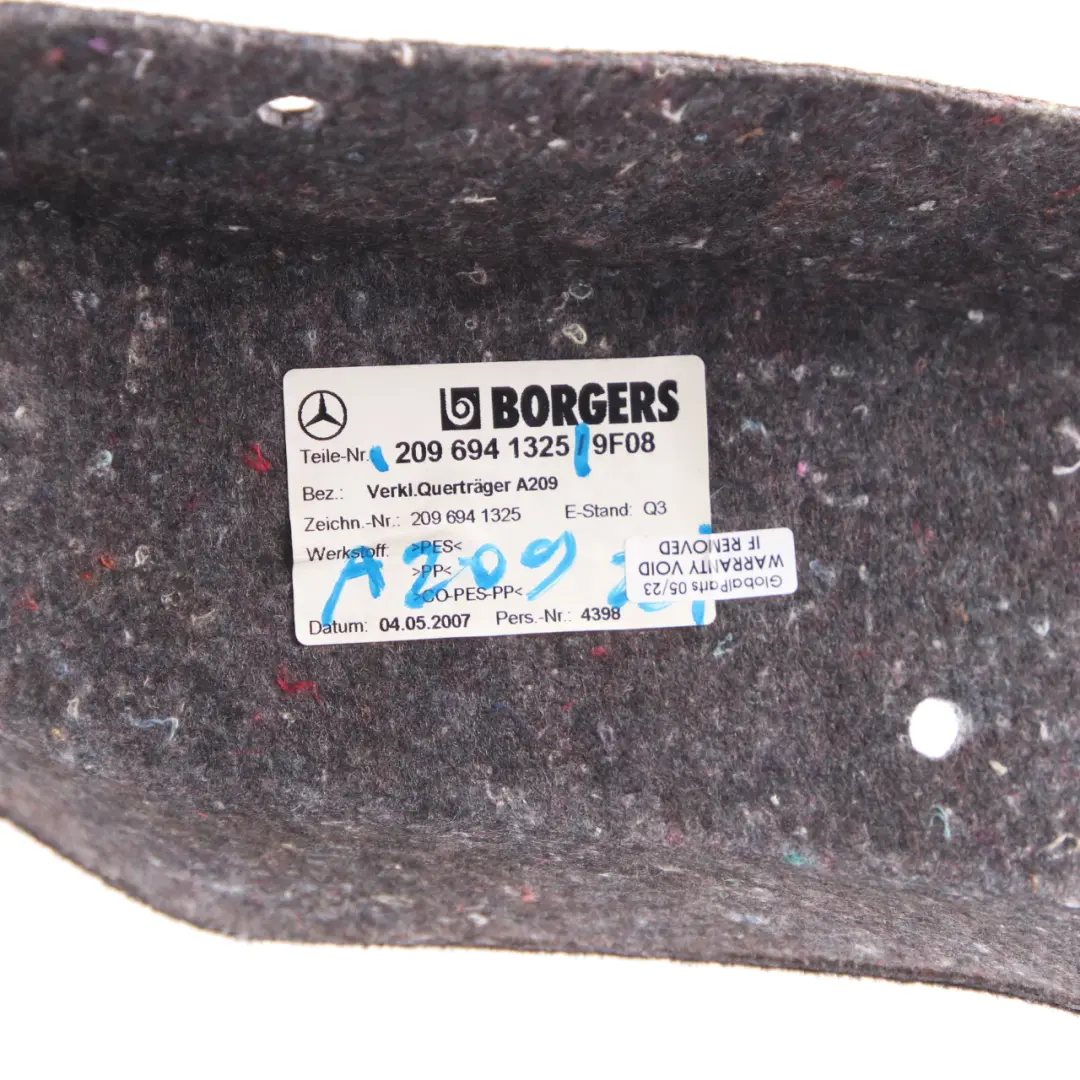 BORGERS
Teile-Nr. 209 694 1325 / 9F08
Bez.: Verkl.Querträger A209
Zeichn.-Nr.: 209 694 1325 E-Stand: Q3
Werkstoff: >PES<
>PP<
>CO-PES-PP<
A209
Datum: 04.05.2007 Pers.-Nr.: 4398
GlobalParts 05/23
WARRANTY VOID
IF REMOVED